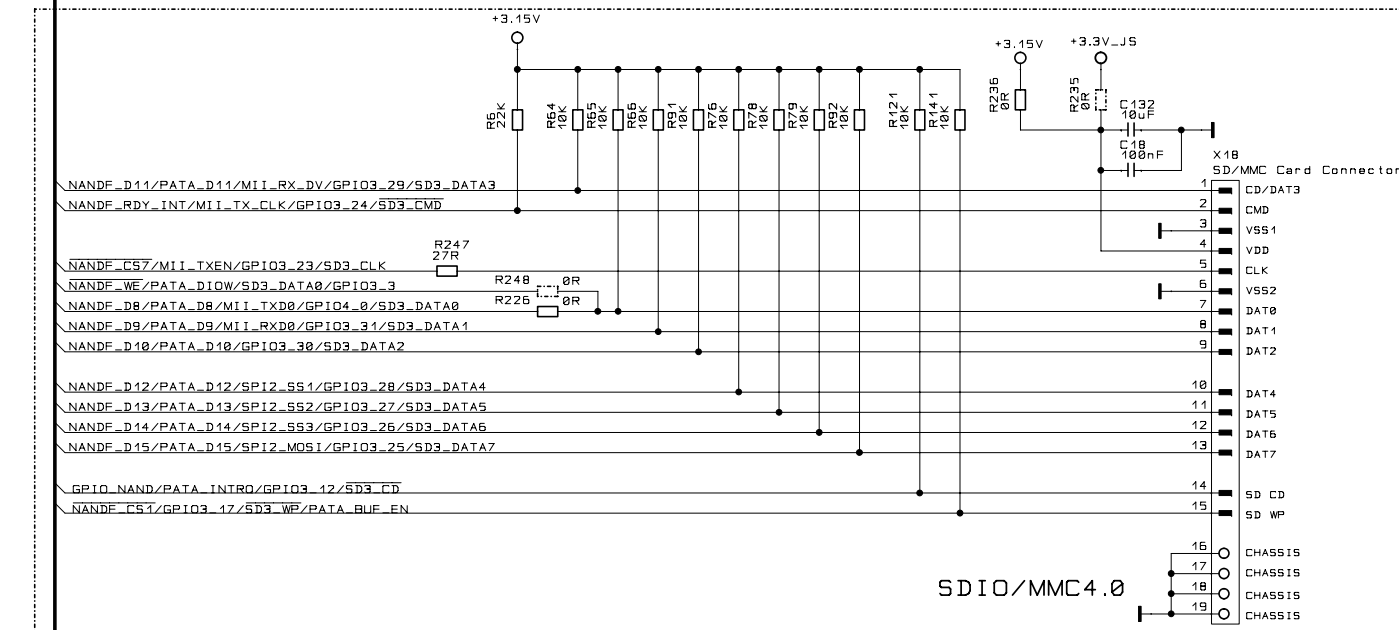 +3.15V
+3.15V
+3.3V_JS
R6
22K
R64
10K
R65
10K
R66
10K
R91
10K
R76
10K
R78
10K
R79
10K
R92
10K
R121
10K
R141
10K
R236
0R
R235
0R
C132
10uF
C18
100nF
X18
SD/MMC Card Connector
NANDF_D11/PATA_D11/MII_RX_DV/GPIO3_29/SD3_DATA3
1
CD/DAT3
NANDF_RDY_INT/MII_TX_CLK/GPIO3_24/SD3_CMD
2
CMD
3
VSS1
4
VDD
R247
27R
NANDF_CS7/MII_TXEN/GPIO3_23/SD3_CLK
5
CLK
NANDF_WE/PATA_DIOW/SD3_DATA0/GPIO3_3
R248
0R
6
VSS2
NANDF_D8/PATA_D8/MII_TXD0/GPIO4_0/SD3_DATA0
R226
0R
7
DAT0
NANDF_D9/PATA_D9/MII_RXD0/GPIO3_31/SD3_DATA1
8
DAT1
NANDF_D10/PATA_D10/GPIO3_30/SD3_DATA2
9
DAT2
NANDF_D12/PATA_D12/SPI2_SS1/GPIO3_28/SD3_DATA4
10
DAT4
NANDF_D13/PATA_D13/SPI2_SS2/GPIO3_27/SD3_DATA5
11
DAT5
NANDF_D14/PATA_D14/SPI2_SS3/GPIO3_26/SD3_DATA6
12
DAT6
NANDF_D15/PATA_D15/SPI2_MOSI/GPIO3_25/SD3_DATA7
13
DAT7
GPIO_NAND/PATA_INTRQ/GPIO3_12/SD3_CD
14
SD CD
NANDF_CS1/GPIO3_17/SD3_WP/PATA_BUF_EN
15
SD WP
16
CHASSIS
17
CHASSIS
18
CHASSIS
19
CHASSIS
SDIO/MMC4.0